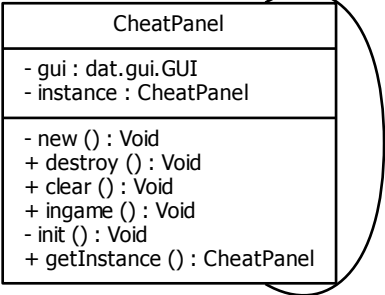 CheatPanel
- gui : dat.gui.GUI
- instance : CheatPanel
- new () : Void
+ destroy () : Void
+ clear () : Void
+ ingame () : Void
- init () : Void
+ getInstance () : CheatPanel